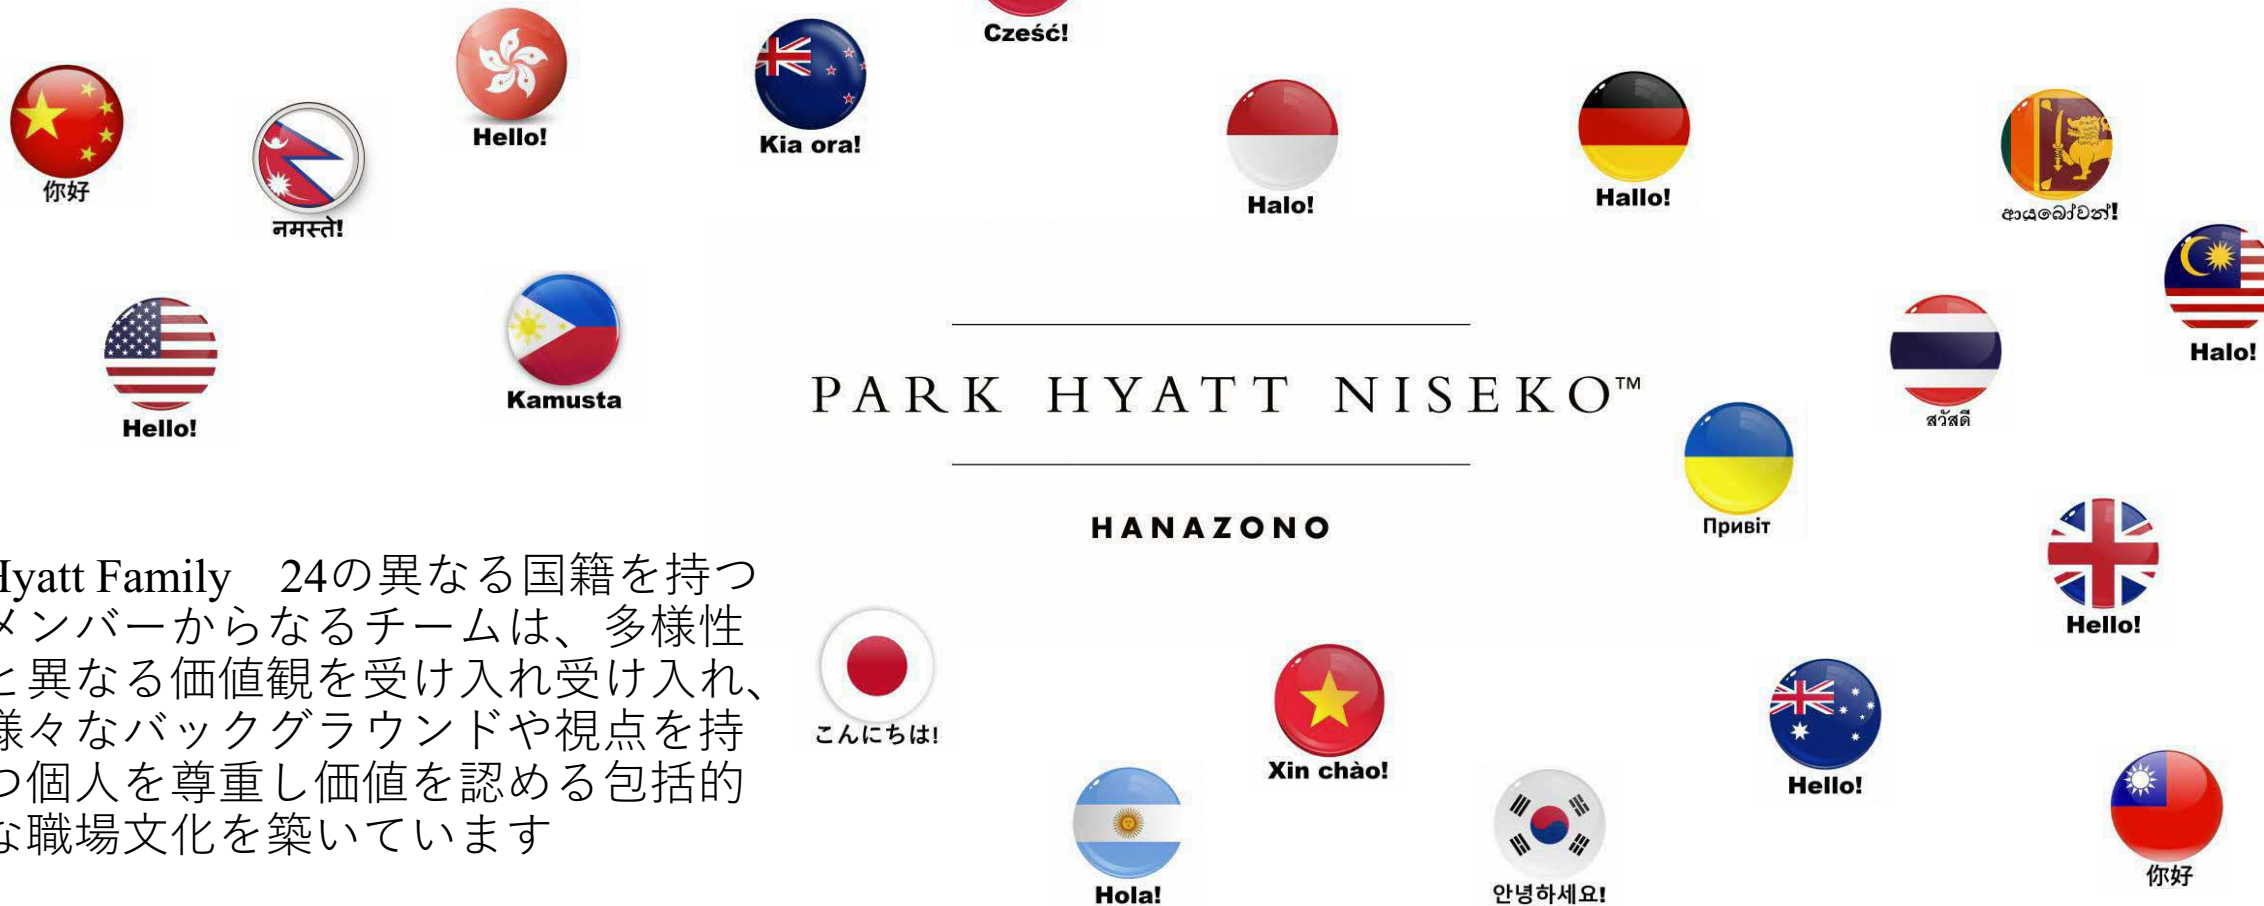 Cześć!
Hello!
Kia ora!
你好
नमस्ते!
Halo!
Hallo!
ආයුබෝවන්!
Hello!
Kamusta
PARK HYATT NISEKO™
HANAZONO
สวัสดี
Halo!
Привіт
Hello!
Hyatt Family　24の異なる国籍を持つ
メンバーからなるチームは、多様性
と異なる価値観を受け入れ受け入れ、
様々なバックグラウンドや視点を持
つ個人を尊重し価値を認める包括的
な職場文化を築いています
こんにちは!
Xin chào!
Hola!
안녕하세요!
Hello!
你好